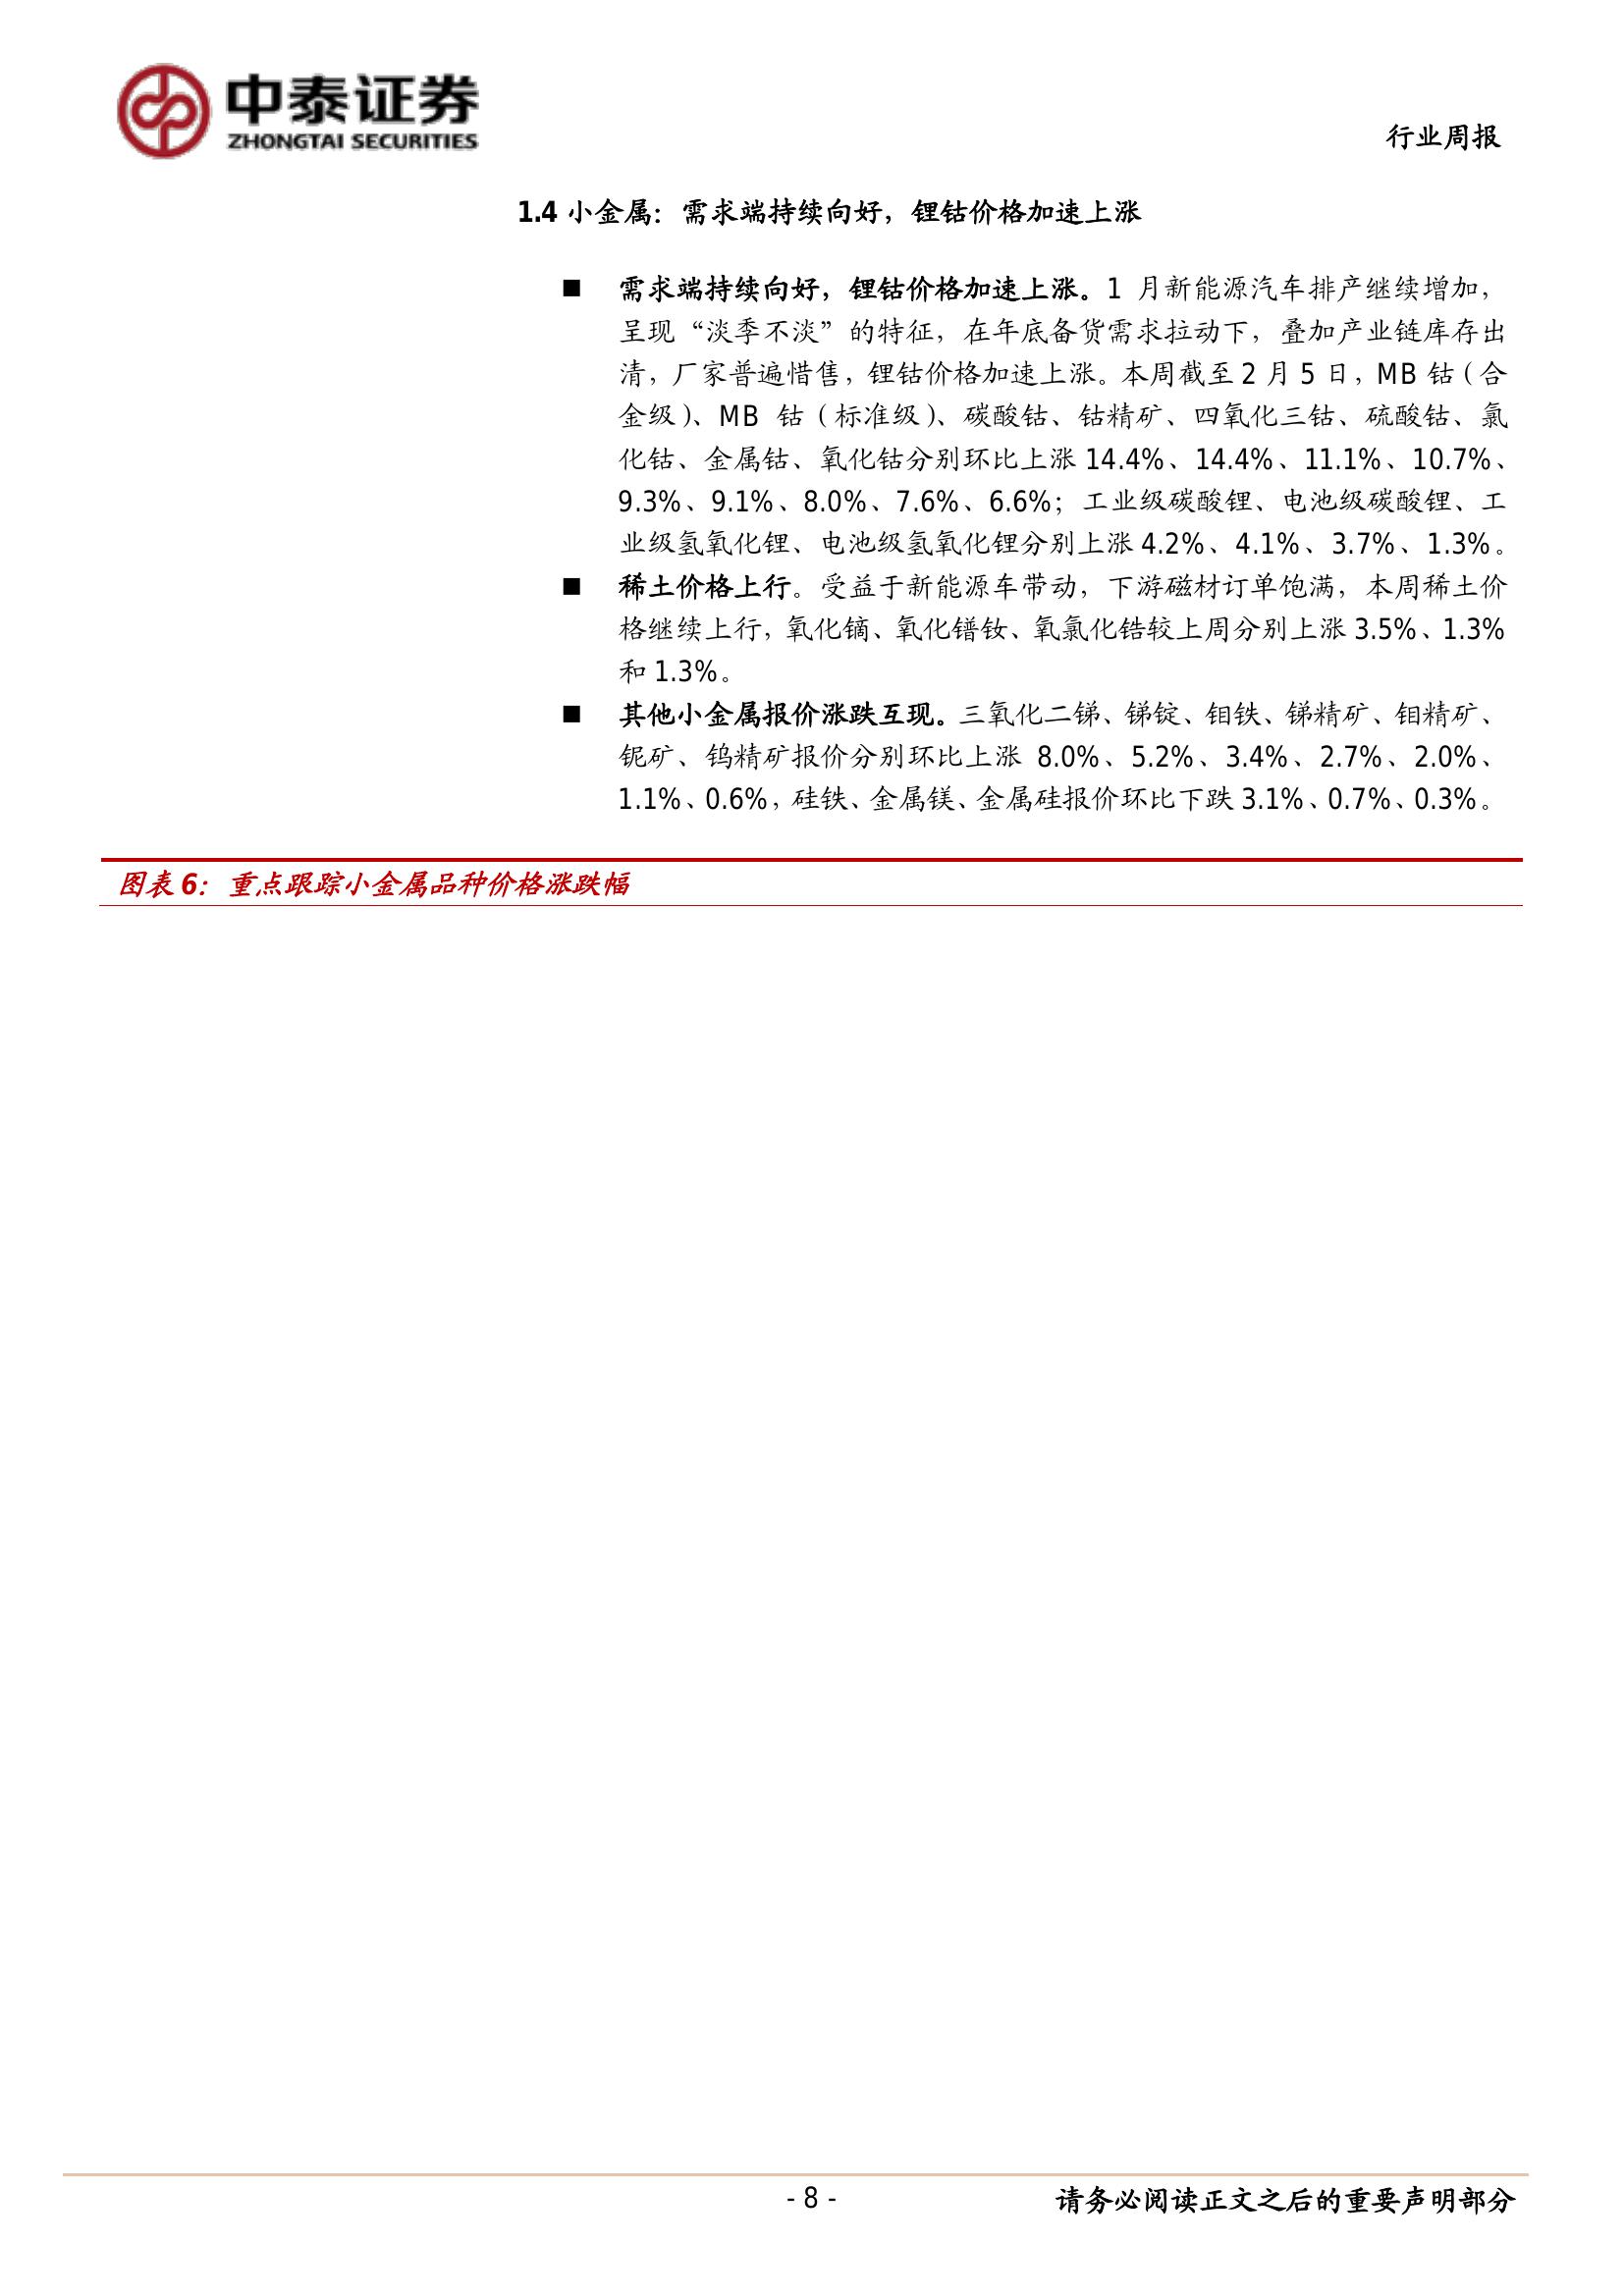 中泰证券
ZHONGTAI SECURITIES
行业周报
1.4 小金属：需求端持续向好，锂钴价格加速上涨
■ 需求端持续向好，锂钴价格加速上涨。1 月新能源汽车排产继续增加，
呈现“淡季不淡”的特征，在年底备货需求拉动下，叠加产业链库存出
清，厂家普遍惜售，锂钴价格加速上涨。本周截至 2 月 5 日，MB 钴（合
金级）、MB 钴（标准级）、碳酸钴、钴精矿、四氧化三钴、硫酸钴、氯
化钴、金属钴、氧化钴分别环比上涨 14.4%、14.4%、11.1%、10.7%、
9.3%、9.1%、8.0%、7.6%、6.6%；工业级碳酸锂、电池级碳酸锂、工
业级氢氧化锂、电池级氢氧化锂分别上涨 4.2%、4.1%、3.7%、1.3%。
■ 稀土价格上行。受益于新能源车带动，下游磁材订单饱满，本周稀土价
格继续上行，氧化镝、氧化镨钕、氧氯化锆较上周分别上涨 3.5%、1.3%
和 1.3%。
■ 其他小金属报价涨跌互现。三氧化二锑、锑锭、钼铁、锑精矿、钼精矿、
铌矿、钨精矿报价分别环比上涨 8.0%、5.2%、3.4%、2.7%、2.0%、
1.1%、0.6%，硅铁、金属镁、金属硅报价环比下跌 3.1%、0.7%、0.3%。
图表 6：重点跟踪小金属品种价格涨跌幅
- 8 -
请务必阅读正文之后的重要声明部分